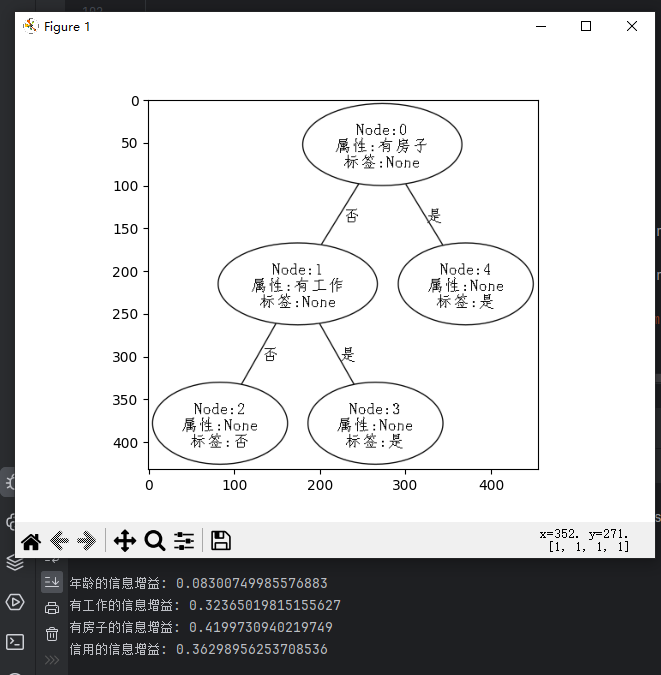 Figure 1
0
50
100
150
200
250
300
350
400
Node:0
属性:有房子
标签:None
否
是
Node:1
属性:有工作
标签:None
Node:4
属性:None
标签:是
否
是
Node:2
属性:None
标签:否
Node:3
属性:None
标签:是
0
100
200
300
400
x=352. y=271.
[1, 1, 1, 1]
年龄的信息增益: 0.08300749985576883
有工作的信息增益: 0.32365019815155627
有房子的信息增益: 0.4199730940219749
信用的信息增益: 0.36298956253708536